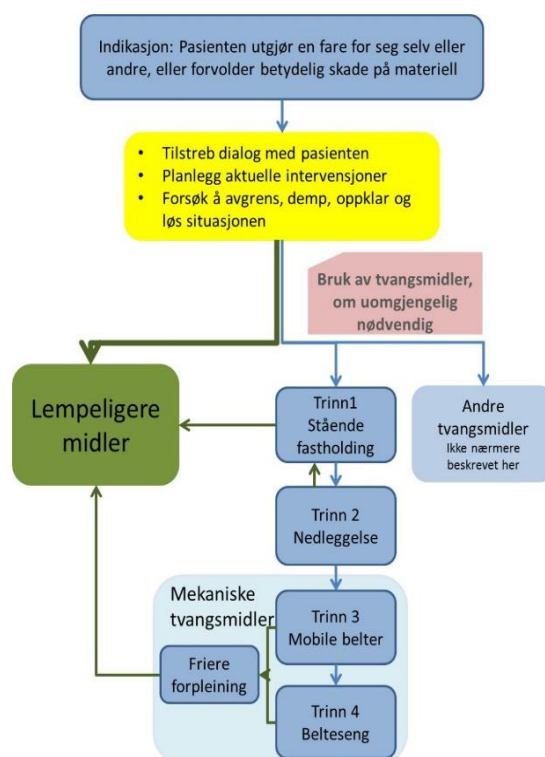 Indikasjon: Pasienten utgjør en fare for seg selv eller
andre, eller forvolder betydelig skade på materiell
• Tilstreb dialog med pasienten
• Planlegg aktuelle intervensjoner
• Forsøk å avgrens, demp, oppklar og
løs situasjonen
Bruk av tvangsmidler,
om uomgjengelig
nødvendig
Lempeligere
midler
Trinn1
Stående
fastholding
Andre
tvangsmidler
Ikke nærmere
beskrevet her
Trinn 2
Nedleggelse
Mekaniske
tvangsmidler
Trinn 3
Mobile belter
Friere
forpleining
Trinn 4
Belteseng